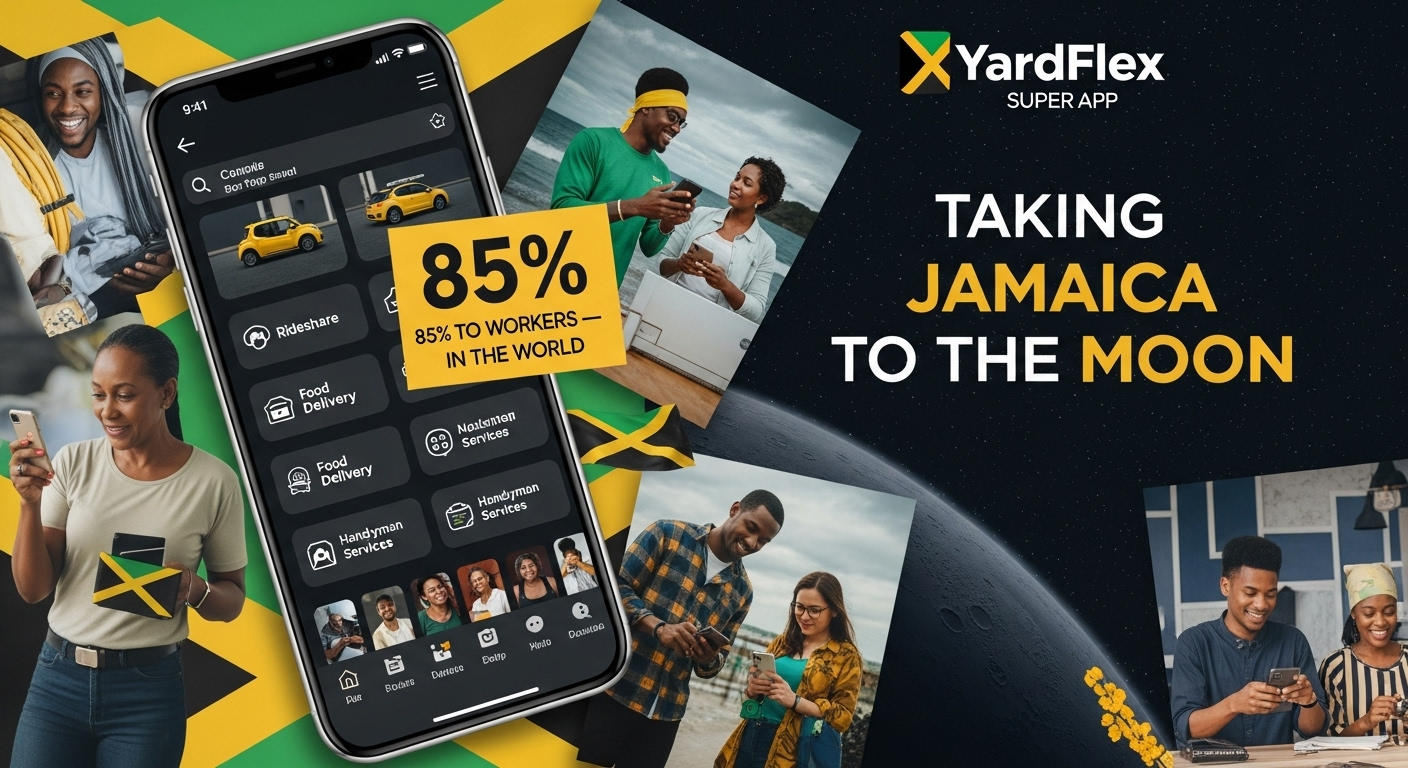 YardFlex
SUPER APP
TAKING
JAMAICA
TO THE MOON
9:41
85%
85% TO WORKERS —
IN THE WORLD
Rideshare
Food
Delivery
Services
Food
Delivery
Handyman
Services
Handyman
Services